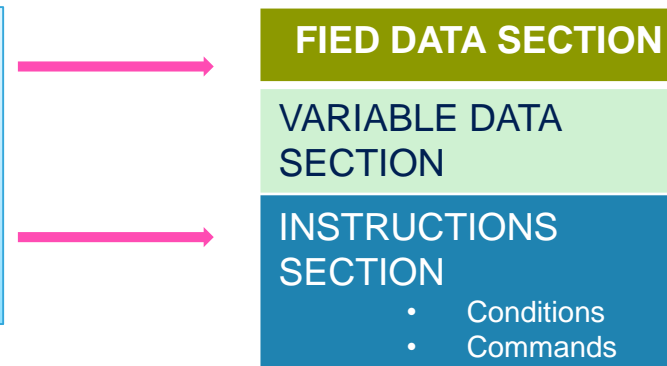 FIED DATA SECTION
VARIABLE DATA
SECTION
INSTRUCTIONS
SECTION
• Conditions
• Commands